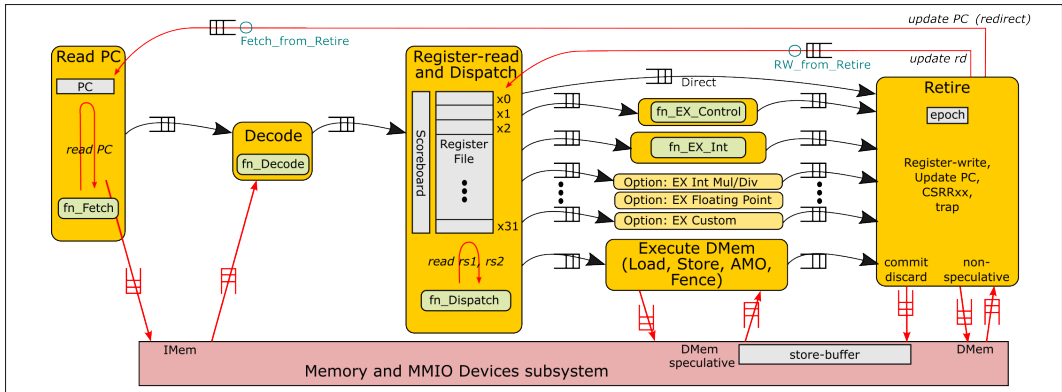 update PC (redirect)
Fetch_from_Retire
Read PC
PC
read PC
fn_Fetch
Decode
fn_Decode
Register-read
and Dispatch
Scoreboard
x0
x1
x2
Register
File
x31
read rs1, rs2
fn_Dispatch
RW_from_Retire
update rd
Direct
fn_EX_Control
fn_EX_Int
Option: EX Int Mul/Div
Option: EX Floating Point
Option: EX Custom
Execute DMem
(Load, Store, AMO,
Fence)
Retire
epoch
Register-write,
Update PC,
CSRRxx,
trap
commit
discard
non-
speculative
IMem
DMem
speculative
store-buffer
DMem
Memory and MMIO Devices subsystem